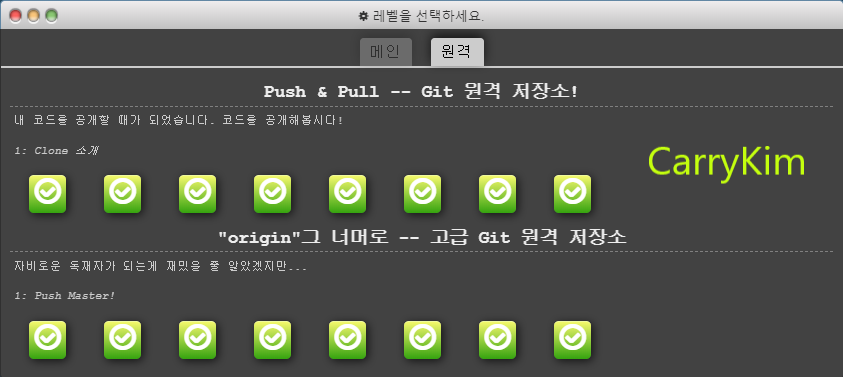 레벨을 선택하세요.
메인 원격
Push & Pull -- Git 원격 저장소!
내 코드를 공개할 때가 되었습니다. 코드를 공개해봅시다!
1: Clone 소개
CarryKim
"origin"그 너머로 -- 고급 Git 원격 저장소
자비로운 독재자가 되는게 재밌을 줄 알았겠지만...
1: Push Master!